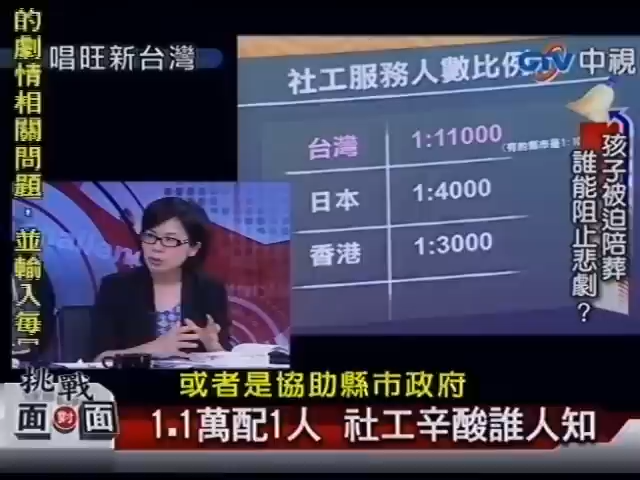 的劇情相關問題，並輸入每
唱旺新台灣
社工服務人數比例
CTV中視
台灣 1:11000
日本 1:4000
香港 1:3000
孩子被迫陪葬
誰能阻止悲劇？
或者是協助縣市政府
挑戰
面對面
1.1萬配1人 社工辛酸誰人知